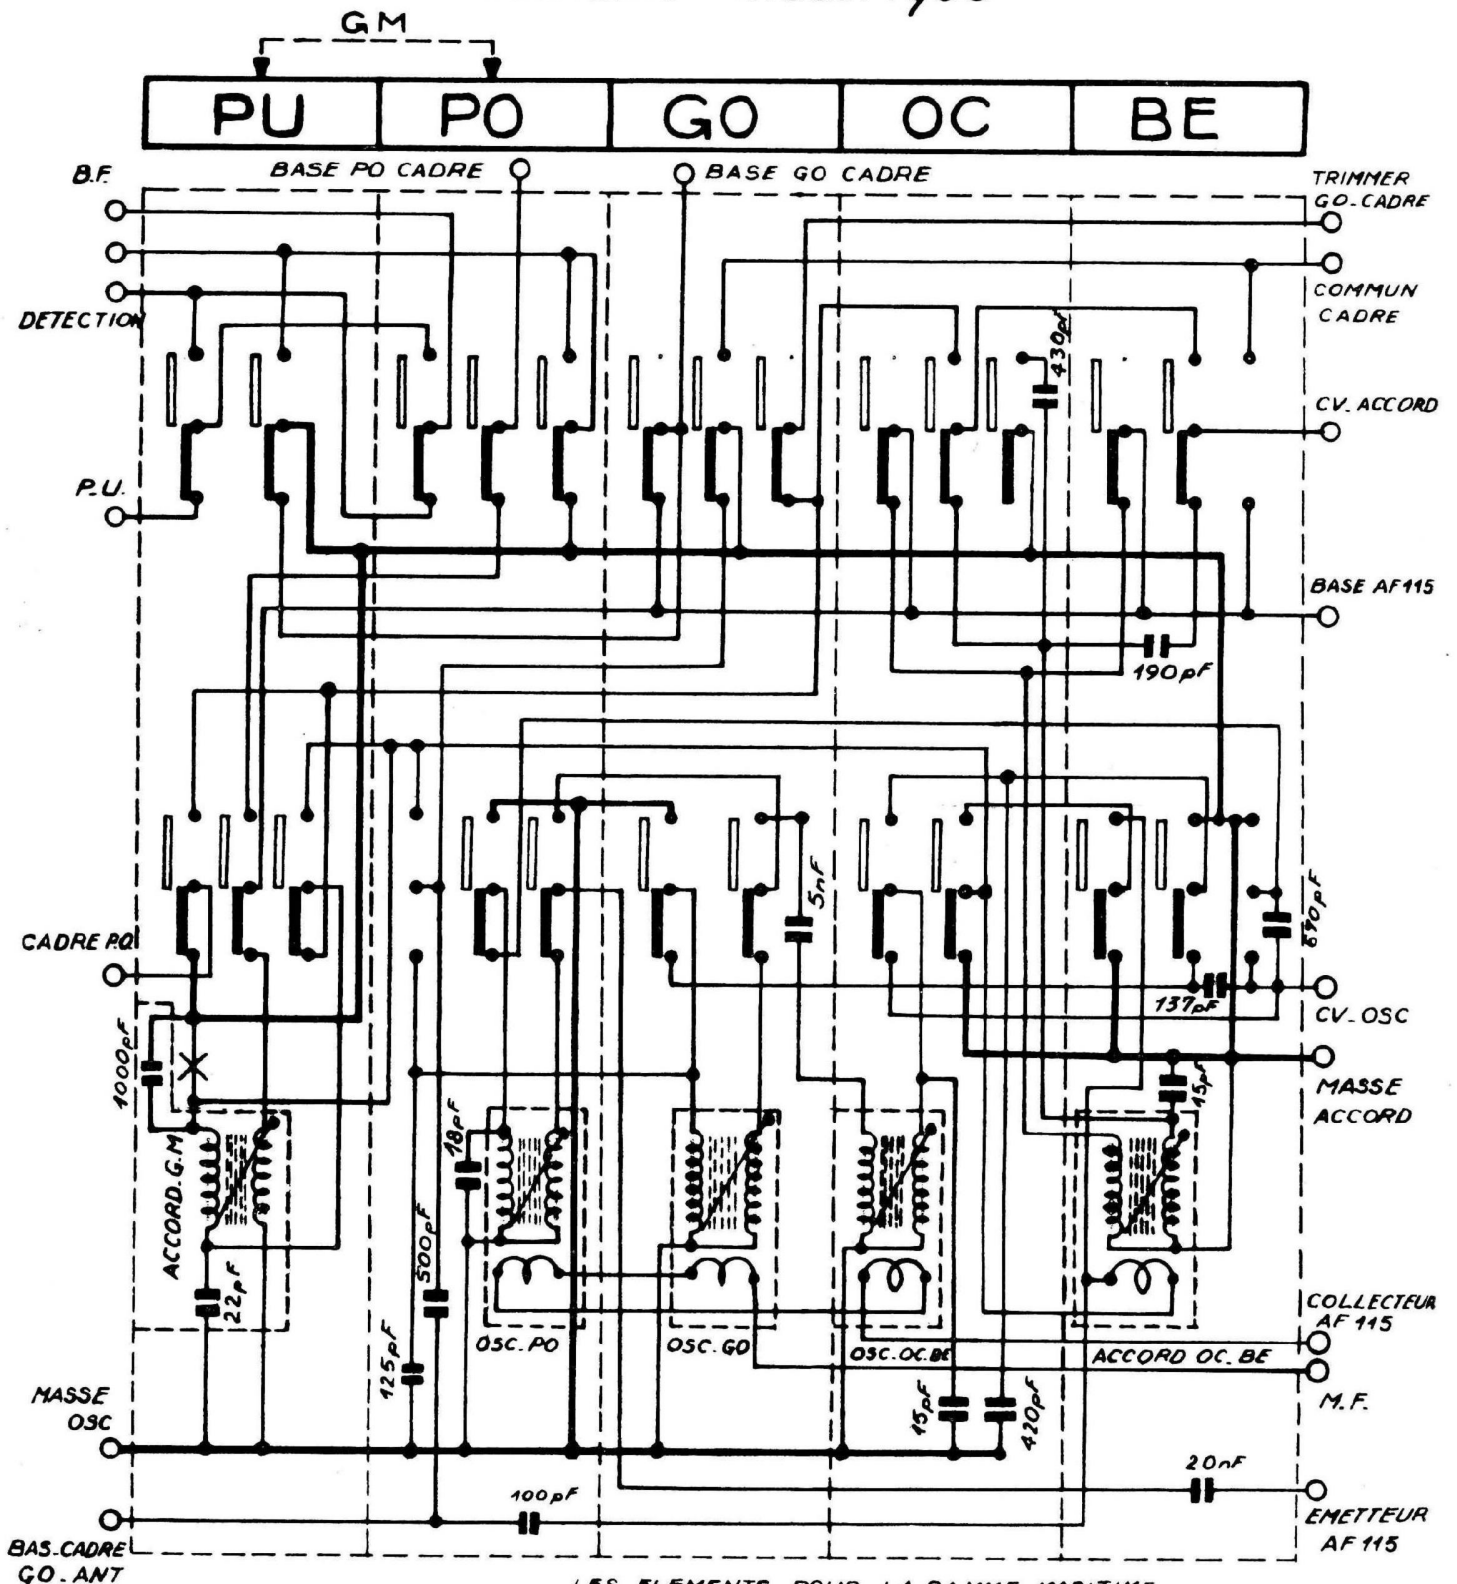 GM
PU PO GO OC BE
BASE PO CADRE
BASE GO CADRE
B.F.
TRIMMER
GO-CADRE
DETECTION
COMMUN
CADRE
430pF
CV-ACCORD
P.U.
BASE AF115
190pF
5nF
690pF
CADRE P.O
137pF
CV-OSC
1000pF
MASSE
ACCORD
15pF
18pF
ACCORD.G.M
500pF
22pF
COLLECTEUR
AF 115
OSC.PO
OSC.GO
OSC.OC.BE
ACCORD OC.BE
125pF
M.F.
MASSE
OSC
15pF
420pF
20nF
100pF
EMETTEUR
AF 115
BAS-CADRE
GO-ANT